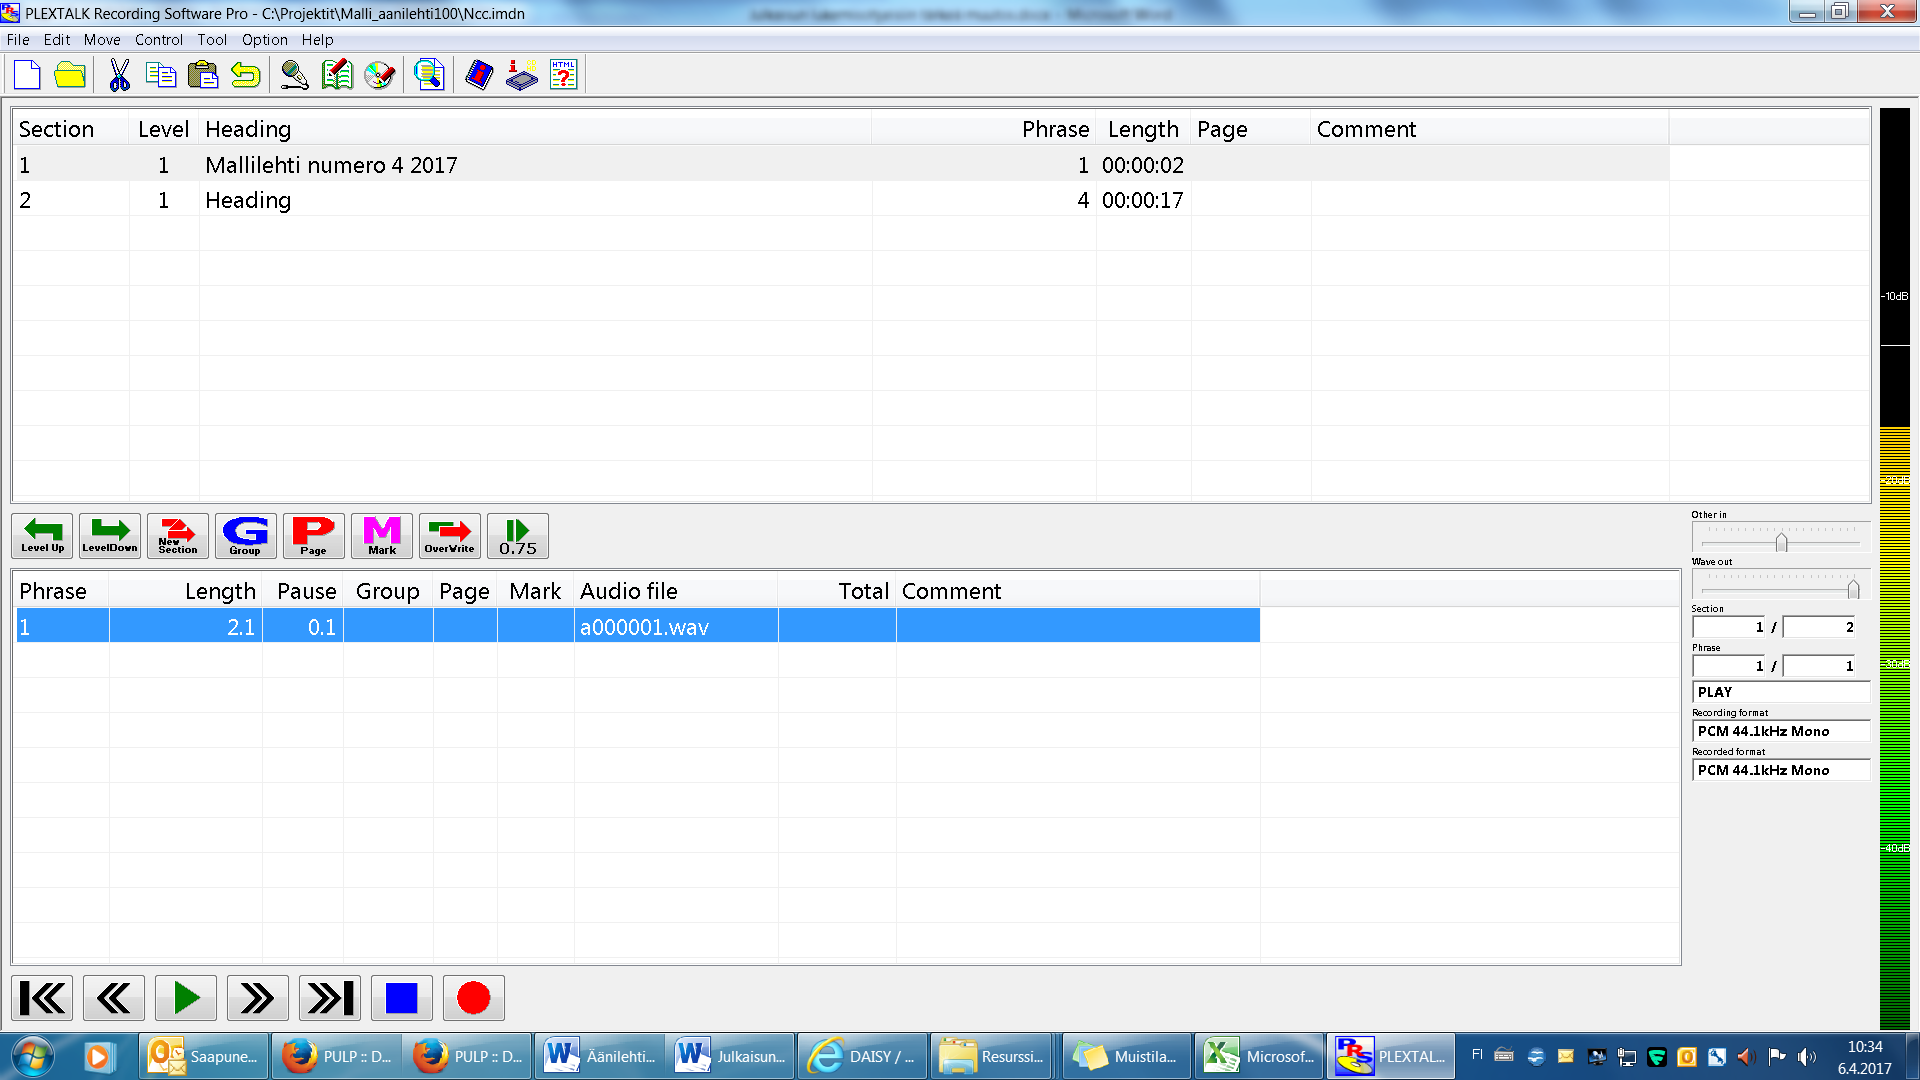 PLEXTALK Recording Software Pro - C:\Projektit\Malli_aanilehti100\Ncc.imdn
File Edit Move Control Tool Option Help
HTML
Section Level Heading Phrase Length Page Comment
1 1 Mallilehti numero 4 2017 1 00:00:02
2 1 Heading 4 00:00:17
-10dB
Level Up LevelDown New Section G Group P Page M Mark OverWrite 0.75
Other in
Wave out
Section
1 / 2
Phrase
1 / 1
PLAY
Recording format
PCM 44.1kHz Mono
Recorded format
PCM 44.1kHz Mono
-40dB
Phrase Length Pause Group Page Mark Audio file Total Comment
1 2.1 0.1 a000001.wav
Saapune... PULP :: D... PULP :: D... Äänilehti... Julkaisun... DAISY / ... Resurssi... Muistila... Microsof... PLEXTAL... FI
10:34
6.4.2017